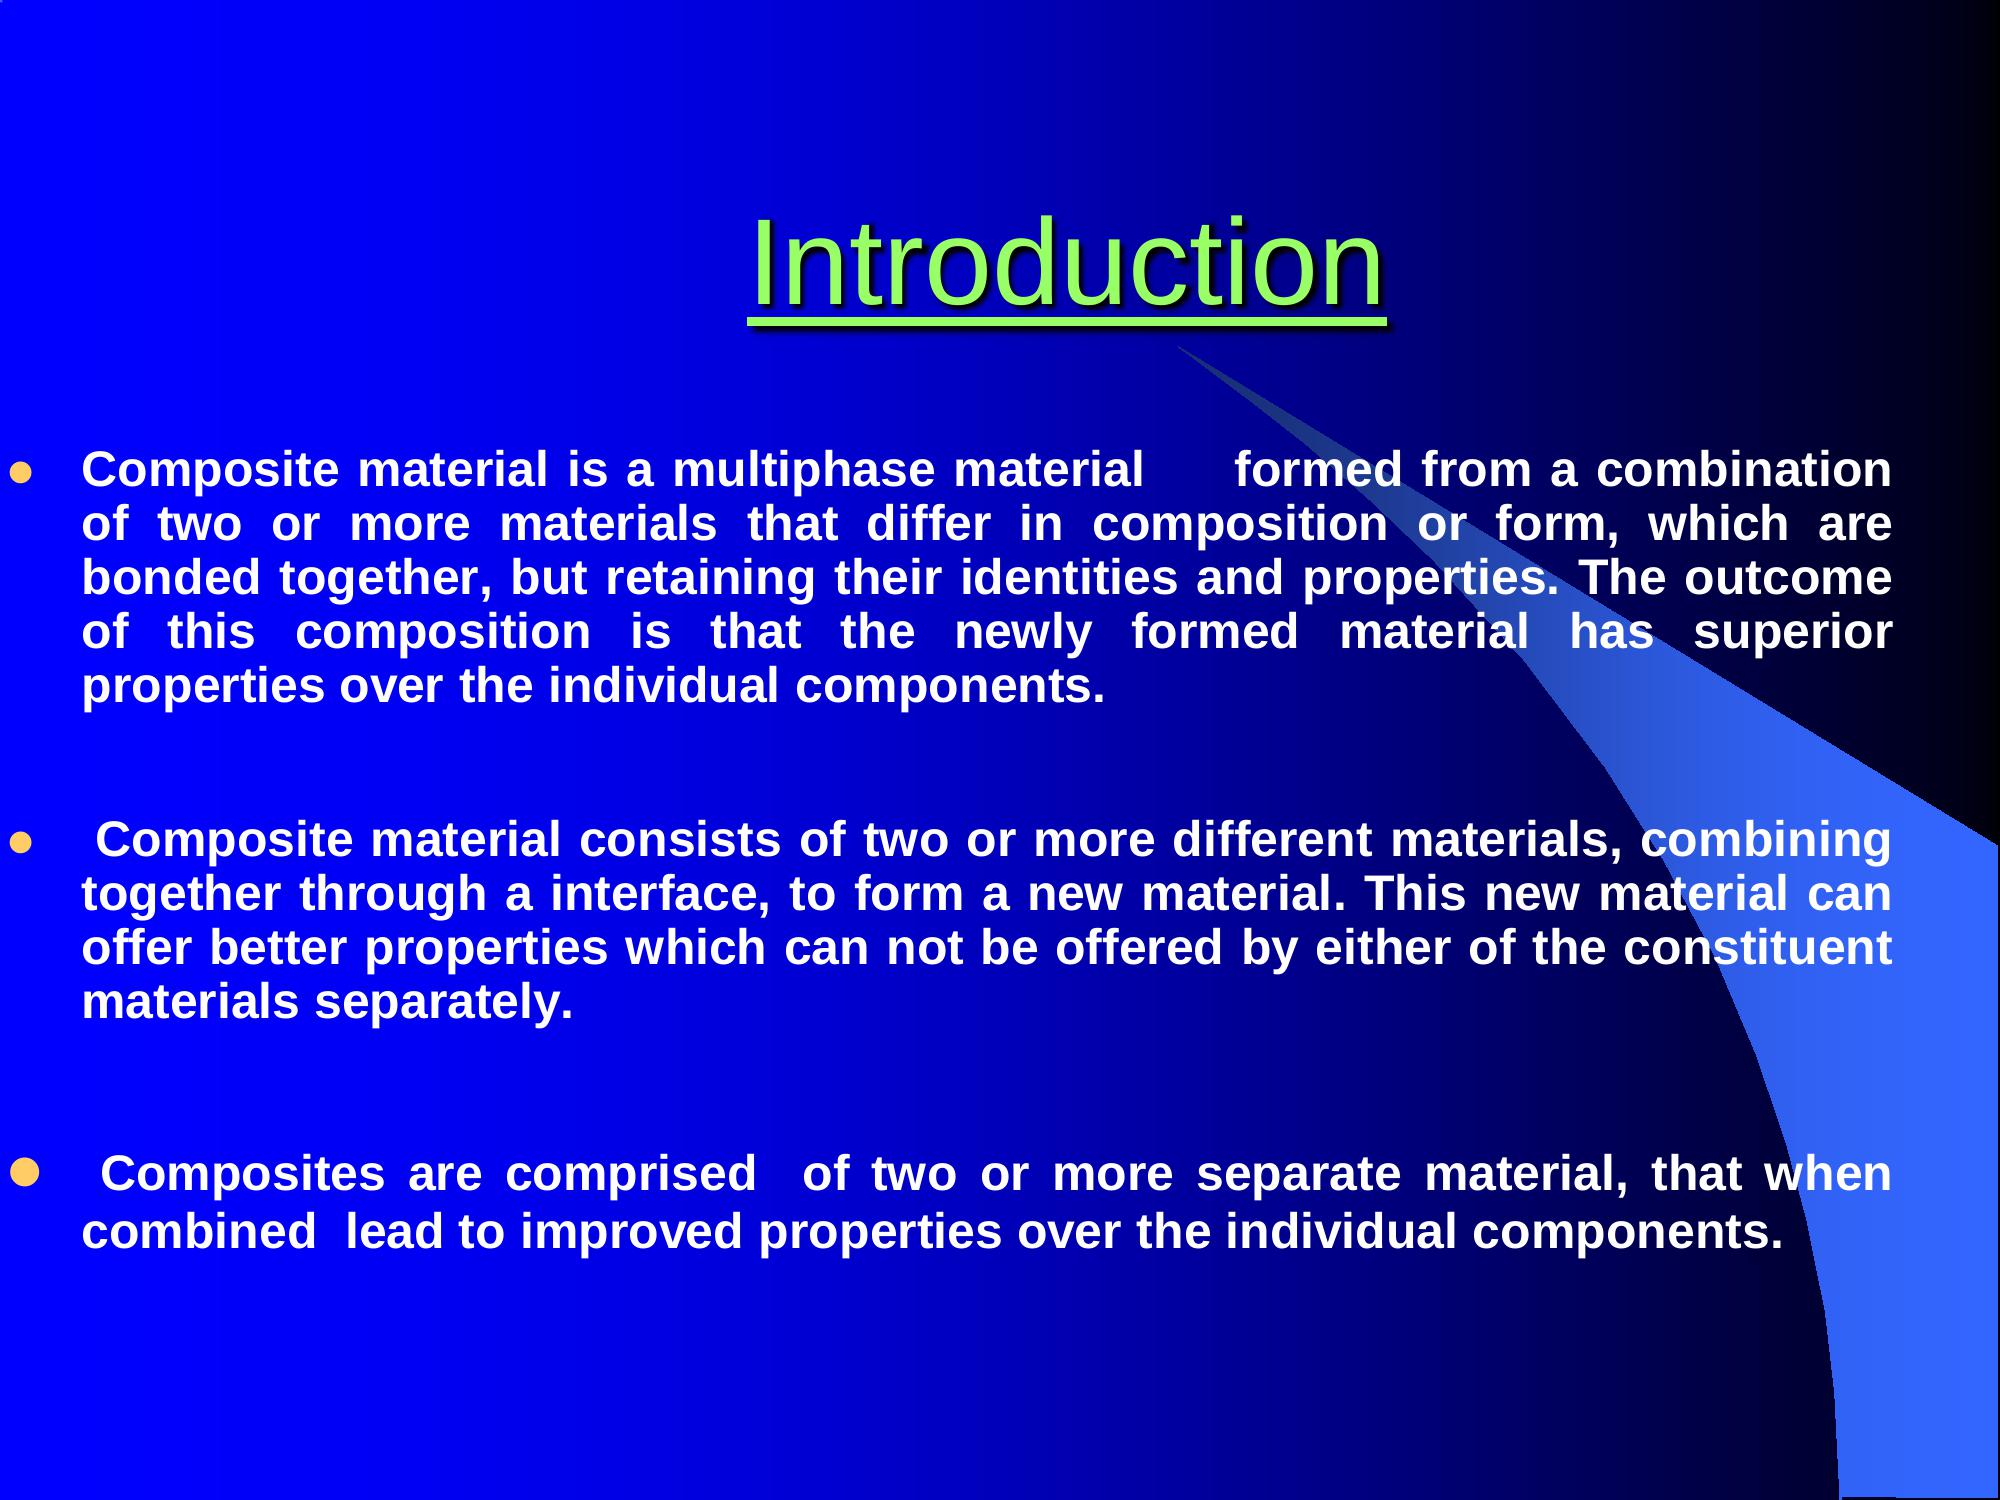 Introduction
Composite material is a multiphase material formed from a combination
of two or more materials that differ in composition or form, which are
bonded together, but retaining their identities and properties. The outcome
of this composition is that the newly formed material has superior
properties over the individual components.
Composite material consists of two or more different materials, combining
together through a interface, to form a new material. This new material can
offer better properties which can not be offered by either of the constituent
materials separately.
Composites are comprised of two or more separate material, that when
combined lead to improved properties over the individual components.